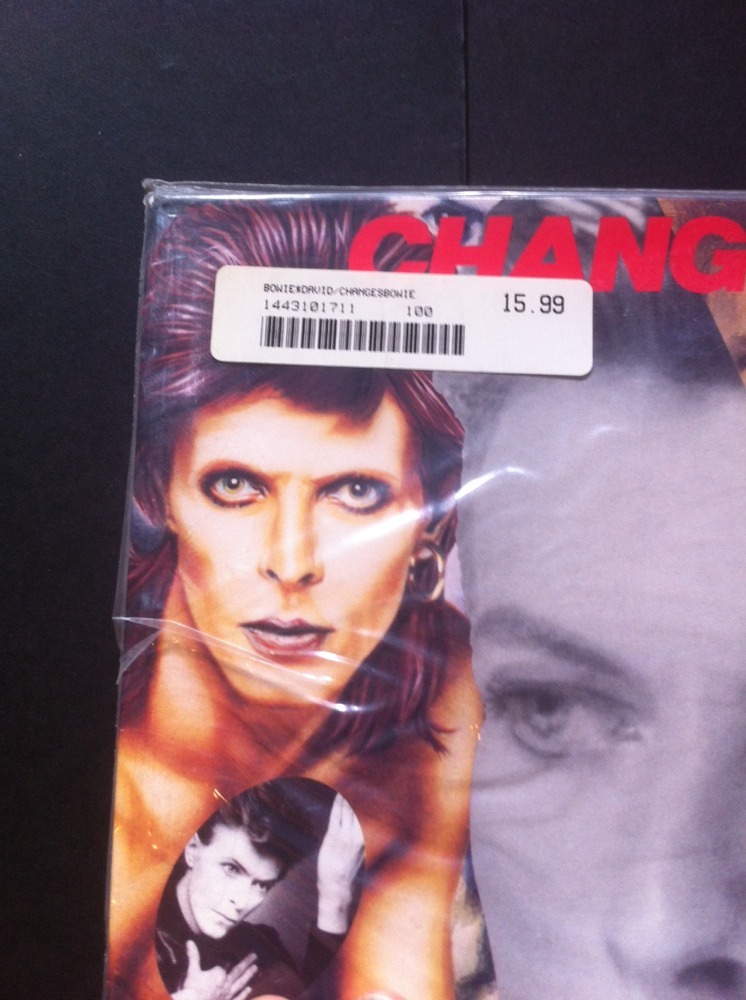 CHANG
BOWIE*DAVID/CHANGESBOWIE
1443101711 100 15.99